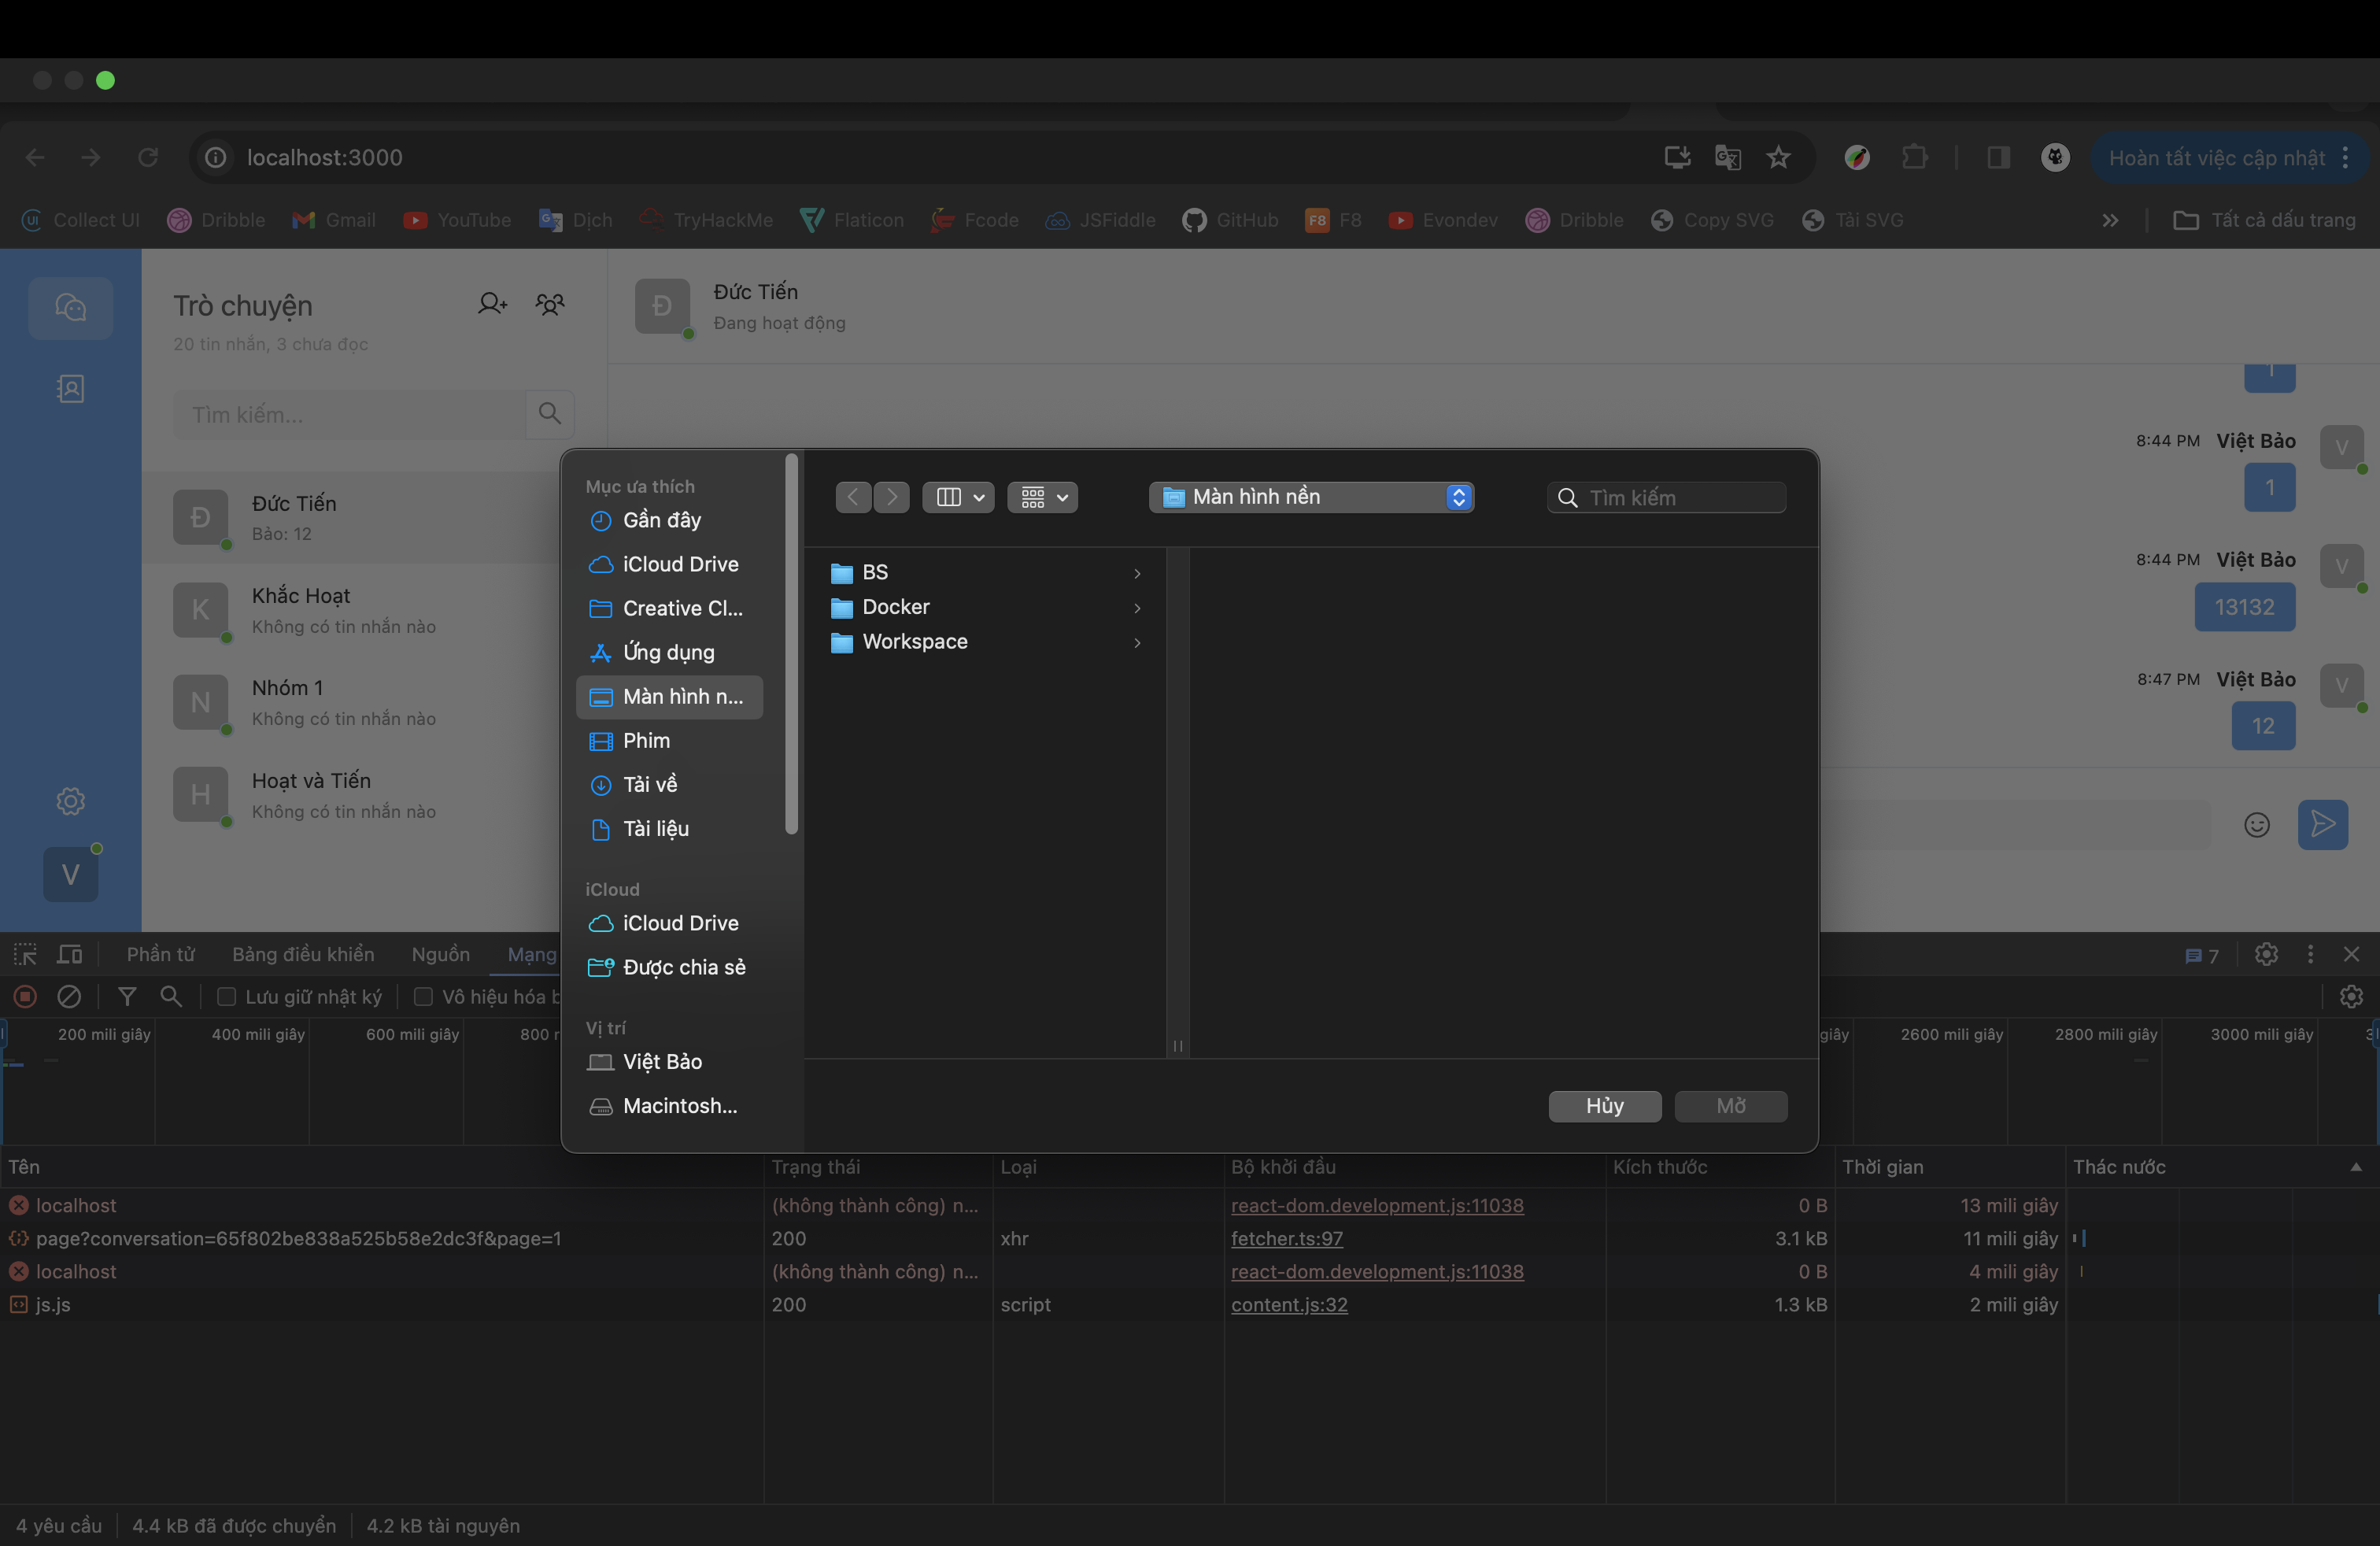 localhost:3000
Hoàn tất việc cập nhật
Collect UI
Dribble
Gmail
YouTube
Dịch
TryHackMe
Flaticon
Fcode
JSFiddle
GitHub
F8 F8
Evondev
Dribble
Copy SVG
Tải SVG
Tất cả dấu trang
Trò chuyện
20 tin nhắn, 3 chưa đọc
Tìm kiếm...
Đ
Đức Tiến
Bảo: 12
K
Khắc Hoạt
Không có tin nhắn nào
N
Nhóm 1
Không có tin nhắn nào
H
Hoạt và Tiến
Không có tin nhắn nào
V
Đ
Đức Tiến
Đang hoạt động
1
8:44 PM Việt Bảo V
1
8:44 PM Việt Bảo V
13132
8:47 PM Việt Bảo V
12
Mục ưa thích
Gần đây
iCloud Drive
Creative Cl...
Ứng dụng
Màn hình n...
Phim
Tải về
Tài liệu
iCloud
iCloud Drive
Được chia sẻ
Vị trí
Việt Bảo
Macintosh...
Màn hình nền
Tìm kiếm
BS
Docker
Workspace
Hủy
Mở
Phần tử
Bảng điều khiển
Nguồn
Mạng
7
Lưu giữ nhật ký
Vô hiệu hóa
200 mili giây
400 mili giây
600 mili giây
800
giây
2600 mili giây
2800 mili giây
3000 mili giây
Tên Trạng thái Loại Bộ khởi đầu Kích thước Thời gian Thác nước
localhost (không thành công) n... react-dom.development.js:11038 0 B 13 mili giây
page?conversation=65f802be838a525b58e2dc3f&page=1 200 xhr fetcher.ts:97 3.1 kB 11 mili giây
localhost (không thành công) n... react-dom.development.js:11038 0 B 4 mili giây
js.js 200 script content.js:32 1.3 kB 2 mili giây
4 yêu cầu
4.4 kB đã được chuyển
4.2 kB tài nguyên